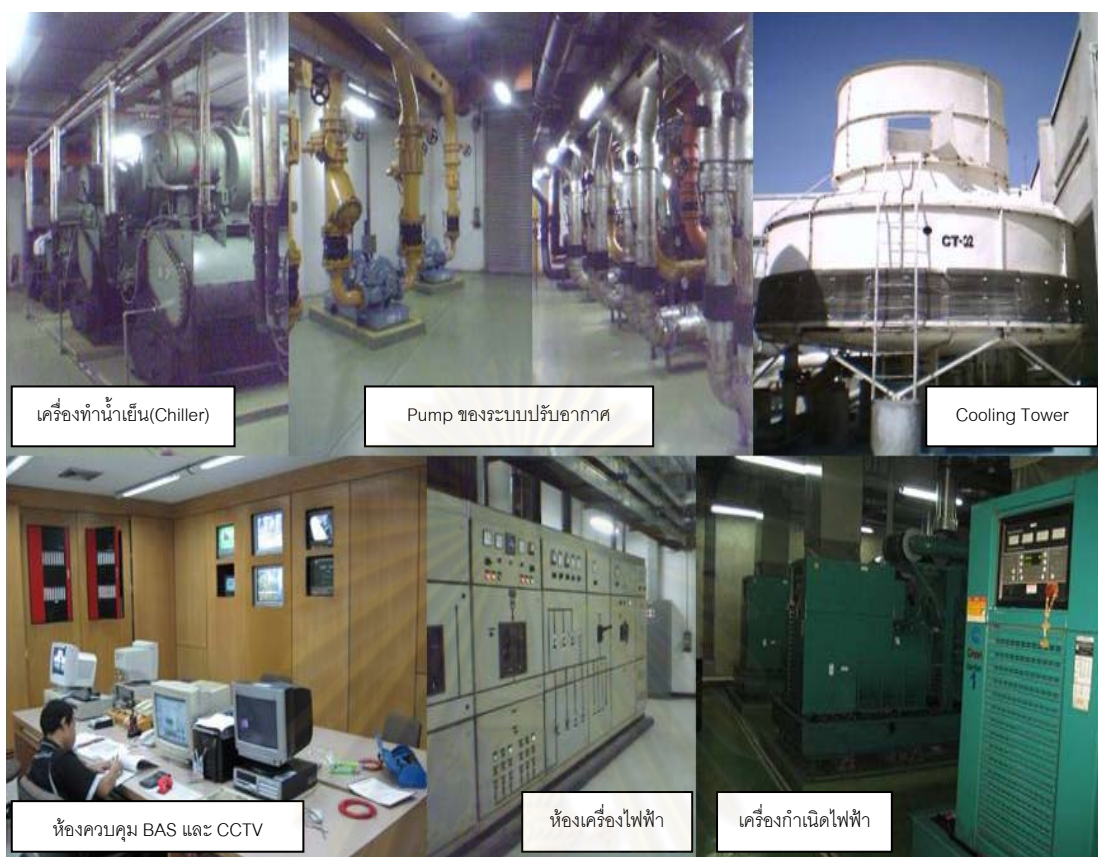 CT-32
เครื่องทำน้ำเย็น(Chiller)
Pump ของระบบปรับอากาศ
Cooling Tower
ห้องควบคุม BAS และ CCTV
ห้องเครื่องไฟฟ้า
เครื่องกำเนิดไฟฟ้า
1